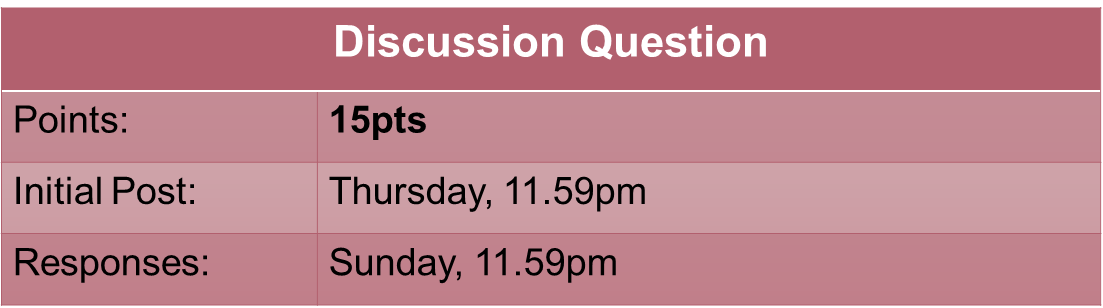 Discussion Question
Points: 15pts
Initial Post: Thursday, 11.59pm
Responses: Sunday, 11.59pm